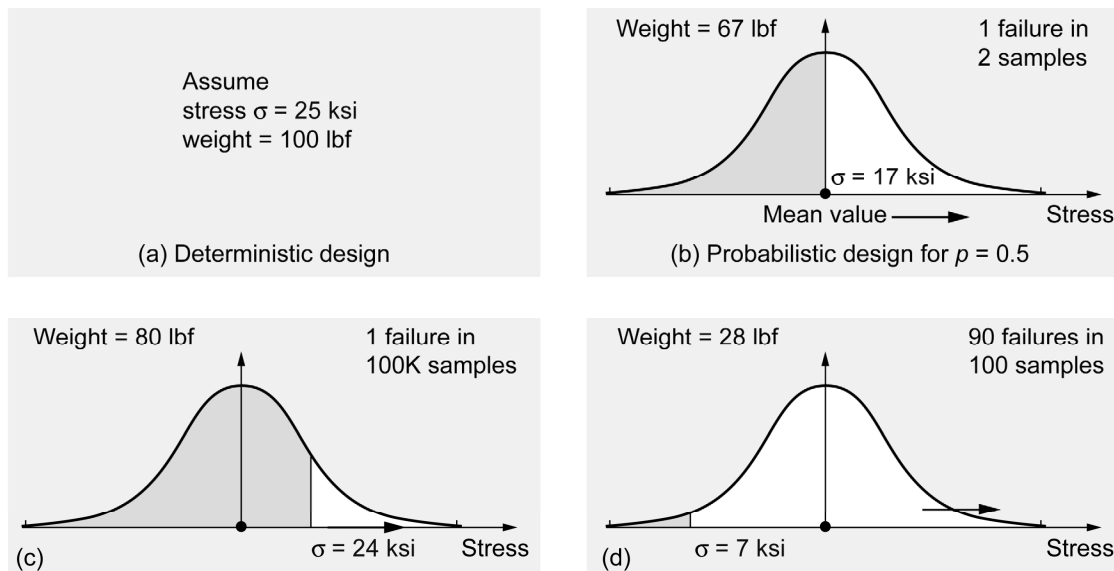 Assume
stress σ = 25 ksi
weight = 100 lbf
(a) Deterministic design
Weight = 67 lbf
1 failure in
2 samples
σ = 17 ksi
Mean value
Stress
(b) Probabilistic design for p = 0.5
Weight = 80 lbf
1 failure in
100K samples
σ = 24 ksi
Stress
(c)
Weight = 28 lbf
90 failures in
100 samples
σ = 7 ksi
Stress
(d)